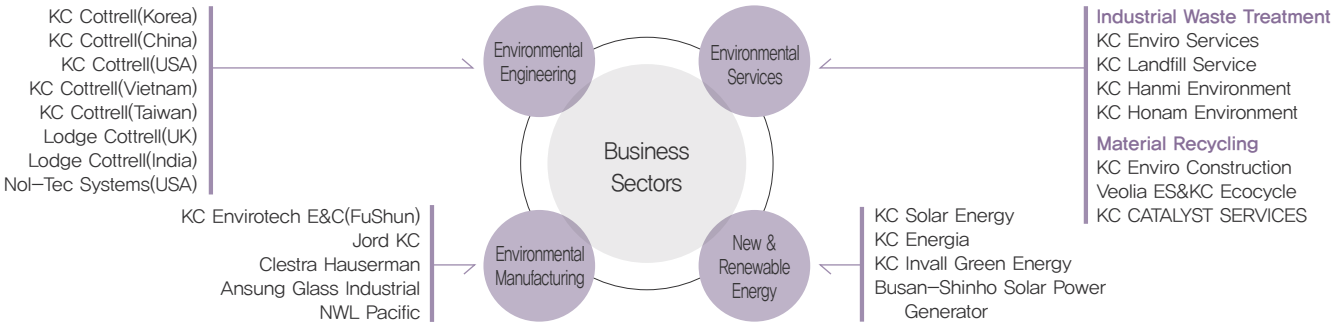 KC Cottrell(Korea)
KC Cottrell(China)
KC Cottrell(USA)
KC Cottrell(Vietnam)
KC Cottrell(Taiwan)
Lodge Cottrell(UK)
Lodge Cottrell(India)
Nol-Tec Systems(USA)
Environmental
Engineering
Environmental
Services
Industrial Waste Treatment
KC Enviro Services
KC Landfill Service
KC Hanmi Environment
KC Honam Environment
Material Recycling
KC Enviro Construction
Veolia ES&KC Ecocycle
KC CATALYST SERVICES
Business
Sectors
KC Envirotech E&C(FuShun)
Jord KC
Clestra Hauserman
Ansung Glass Industrial
NWL Pacific
Environmental
Manufacturing
New &
Renewable
Energy
KC Solar Energy
KC Energia
KC Invall Green Energy
Busan-Shinho Solar Power
Generator